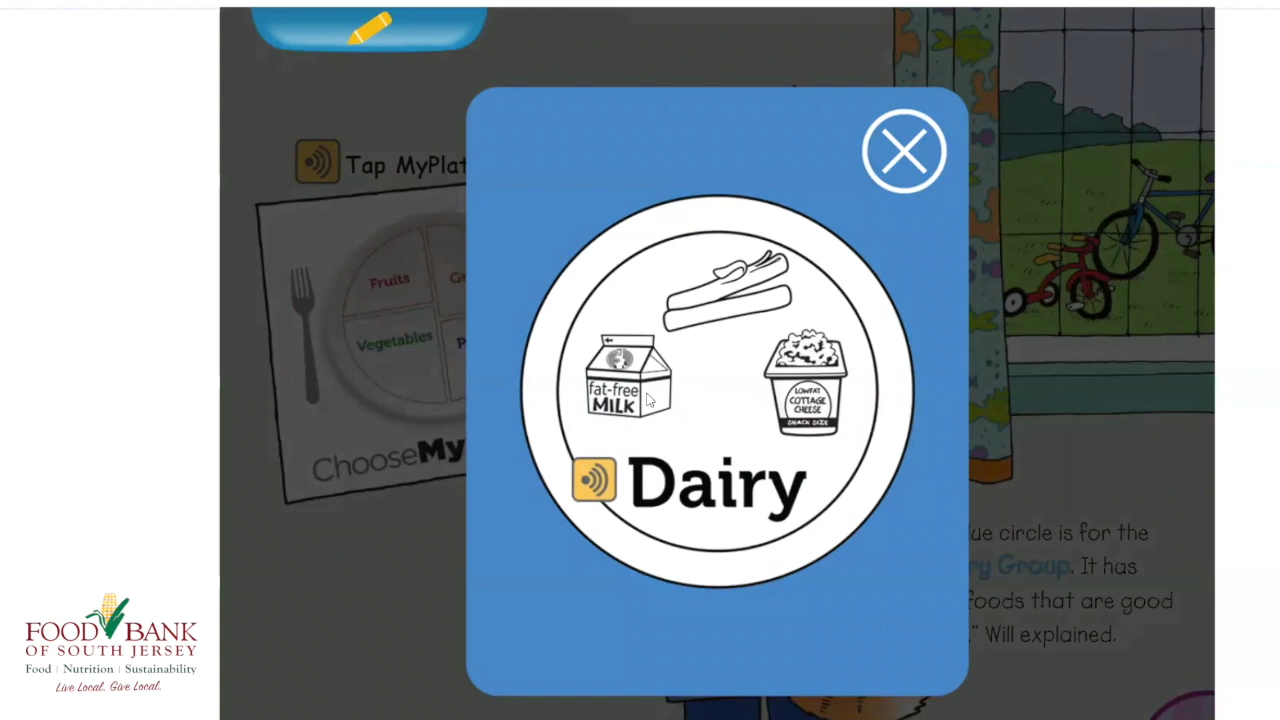 Tap MyPlat
Fruits
Vegetables
ChooseMy
fat-free
MILK
LOWFAT
COTTAGE
CHEESE
SNACK SIZE
Dairy
ue circle is for the
ry Group. It has
foods that are good
." Will explained.
FOOD BANK
OF SOUTH JERSEY
Food | Nutrition | Sustainability
Live Local. Give Local.